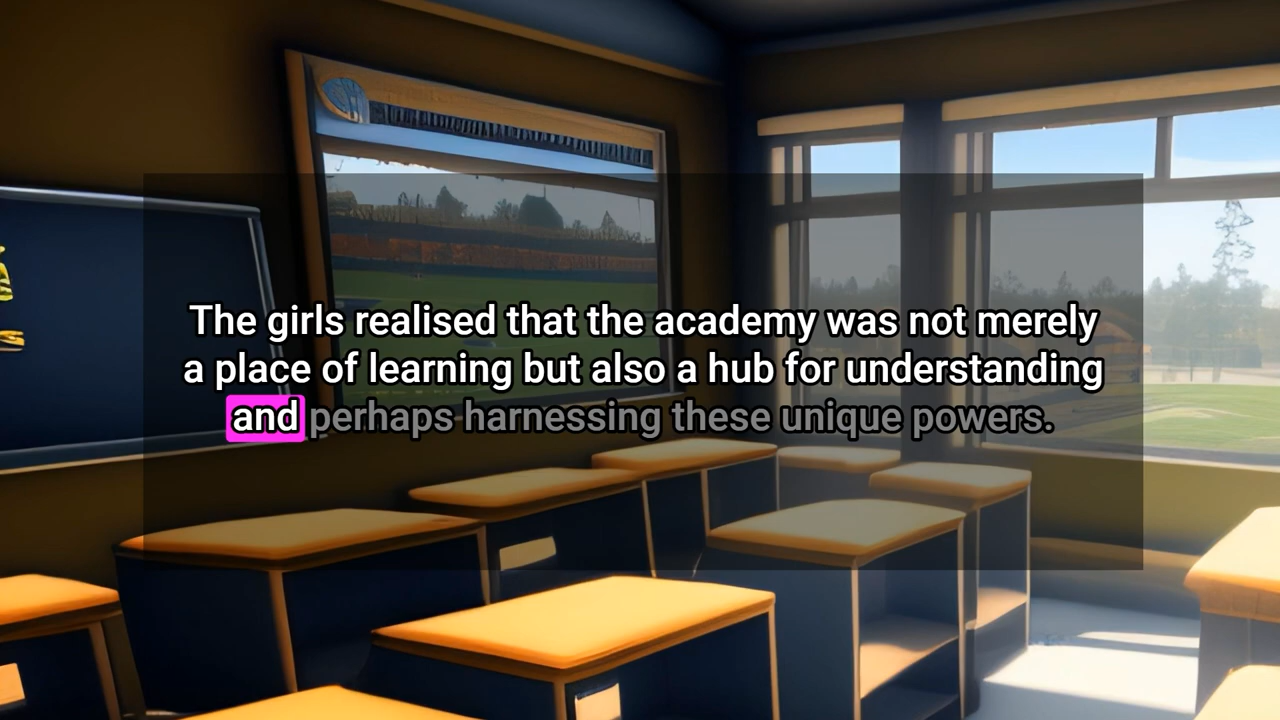 The girls realised that the academy was not merely
a place of learning but also a hub for understanding
and perhaps harnessing these unique powers.